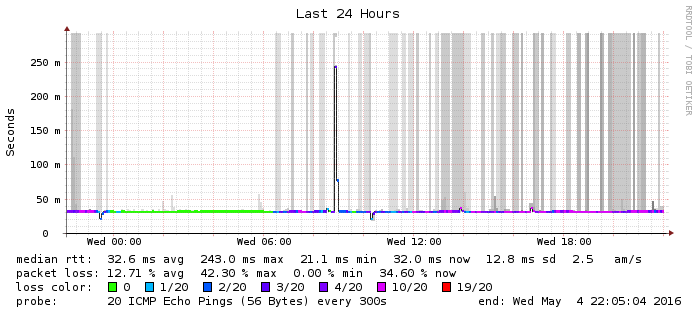 Last 24 Hours
RRDTOOL / TOBI OETIKER
Seconds
250 m
200 m
150 m
100 m
50 m
0
Wed 00:00 Wed 06:00 Wed 12:00 Wed 18:00
median rtt: 32.6 ms avg 243.0 ms max 21.1 ms min 32.0 ms now 12.8 ms sd 2.5 am/s
packet loss: 12.71 % avg 42.30 % max 0.00 % min 34.60 % now
loss color: 0 1/20 2/20 3/20 4/20 10/20 19/20
probe: 20 ICMP Echo Pings (56 Bytes) every 300s end: Wed May 4 22:05:04 2016